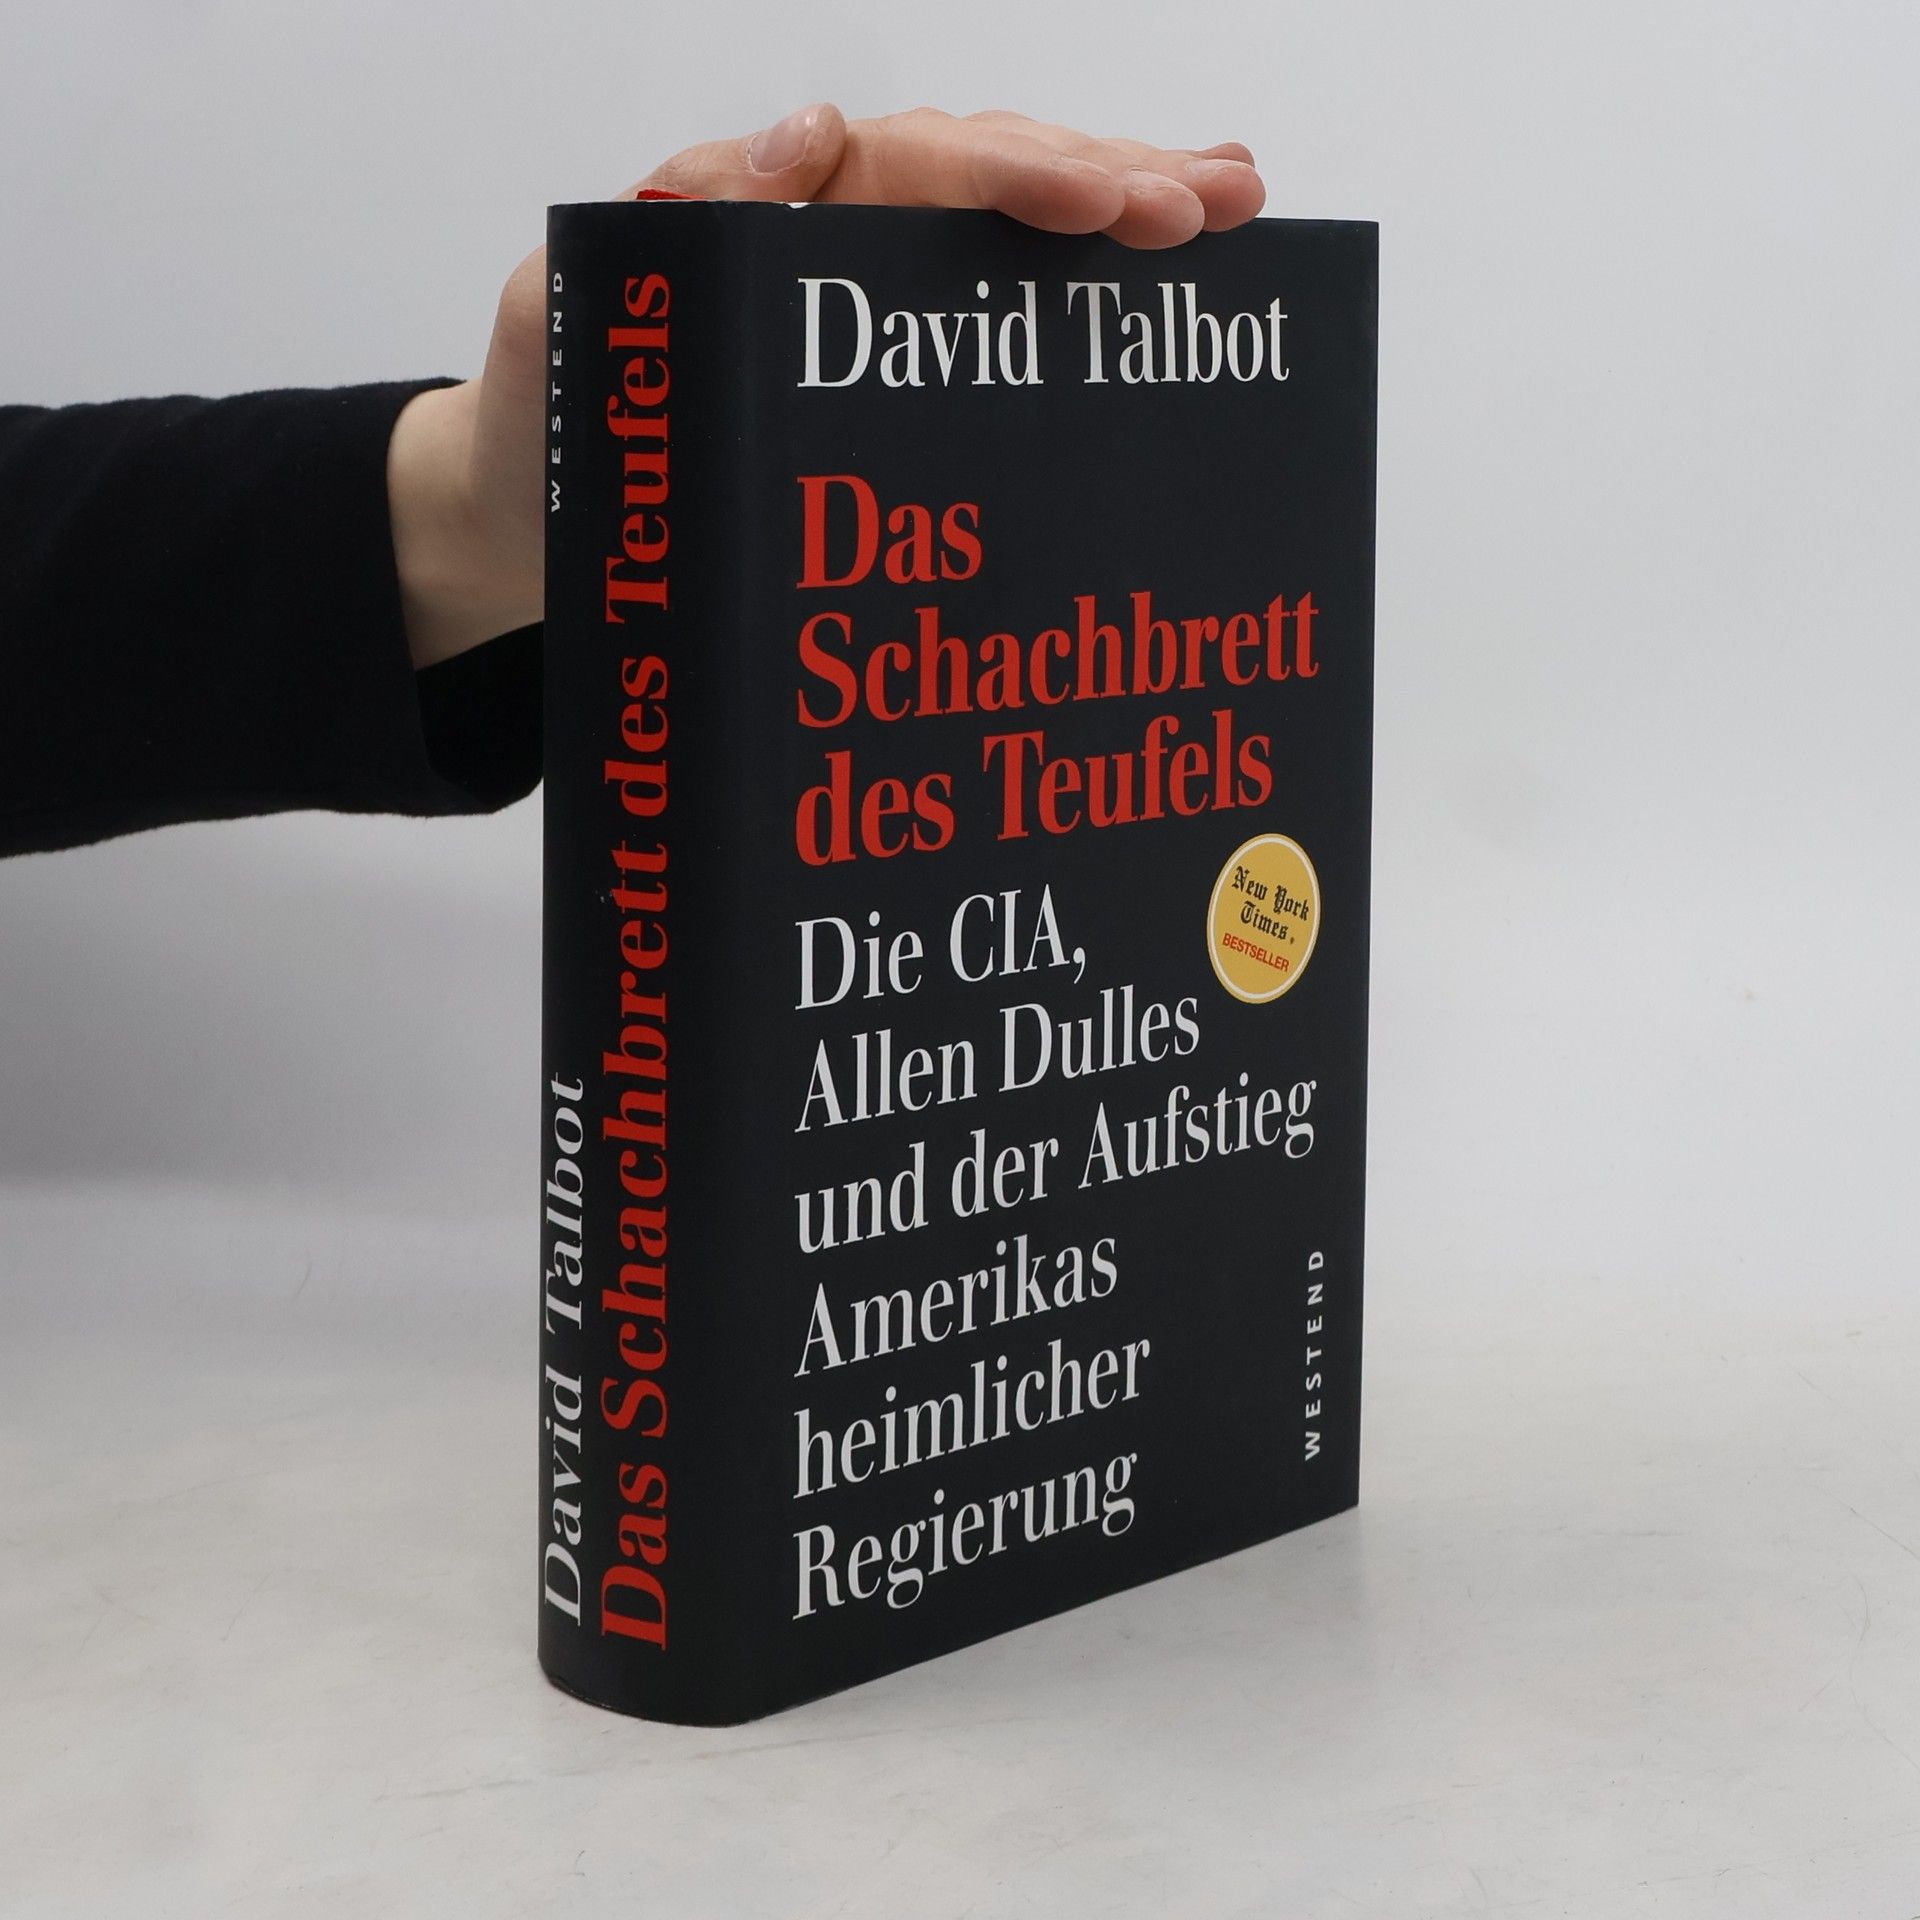 WESTEND
David Talbot
Das Schachbrett des Teufels
David Talbot
Das
Schachbrett
des Teufels
New York
Times.
BESTSELLER
Die CIA,
Allen Dulles
und der Aufstieg
Amerikas
heimlicher
Regierung
WESTEND